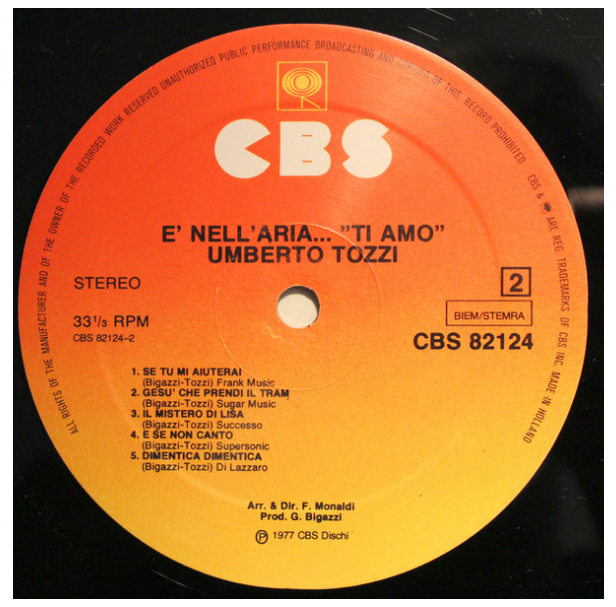 ALL RIGHTS OF THE MANUFACTURER AND OF THE OWNER OF THE RECORDED WORK RESERVED UNAUTHORIZED PUBLIC PERFORMANCE BROADCASTING AND COPYING OF THIS RECORD PROHIBITED
CBS & ARE REG. TRADEMARKS OF CBS INC. MADE IN HOLLAND
CBS
E' NELL'ARIA... "TI AMO"
UMBERTO TOZZI
STEREO
2
33 1/3 RPM
BIEM/STEMRA
CBS 82124-2
CBS 82124
1. SE TU MI AIUTERAI
(Bigazzi-Tozzi) Frank Music
2. GESU' CHE PRENDI IL TRAM
(Bigazzi-Tozzi) Sugar Music
3. IL MISTERO DI LISA
(Bigazzi-Tozzi) Successo
4. E SE NON CANTO
(Bigazzi-Tozzi) Supersonic
5. DIMENTICA DIMENTICA
(Bigazzi-Tozzi) Di Lazzaro
Arr. & Dir. F. Monaldi
Prod. G. Bigazzi
℗ 1977 CBS Dischi